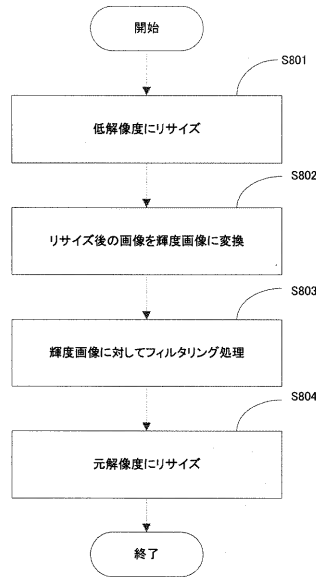 開始
S801
低解像度にリサイズ
S802
リサイズ後の画像を輝度画像に変換
S803
輝度画像に対してフィルタリング処理
S804
元解像度にリサイズ
終了